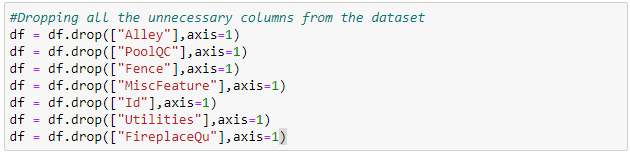 #Dropping all the unnecessary columns from the dataset
df = df.drop(["Alley"],axis=1)
df = df.drop(["PoolQC"],axis=1)
df = df.drop(["Fence"],axis=1)
df = df.drop(["MiscFeature"],axis=1)
df = df.drop(["Id"],axis=1)
df = df.drop(["Utilities"],axis=1)
df = df.drop(["FireplaceQu"],axis=1)